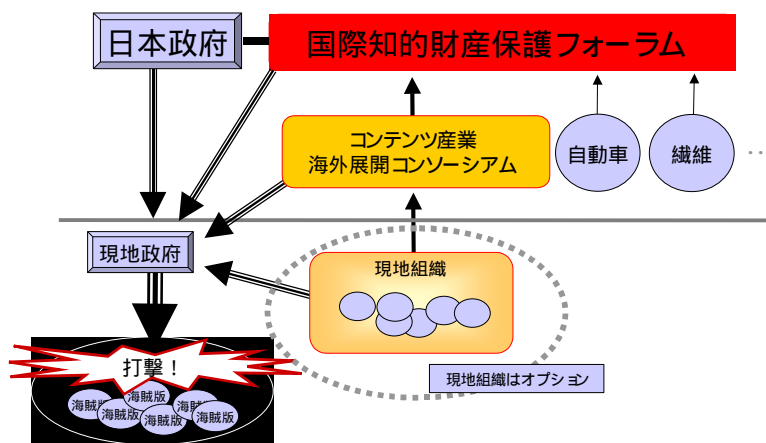 日本政府
国際知的財産保護フォーラム
コンテンツ産業
海外展開コンソーシアム
自動車
繊維
…
現地政府
現地組織
打撃！
現地組織はオプション
海賊版
海賊版
海賊版
海賊版
海賊版
海賊版